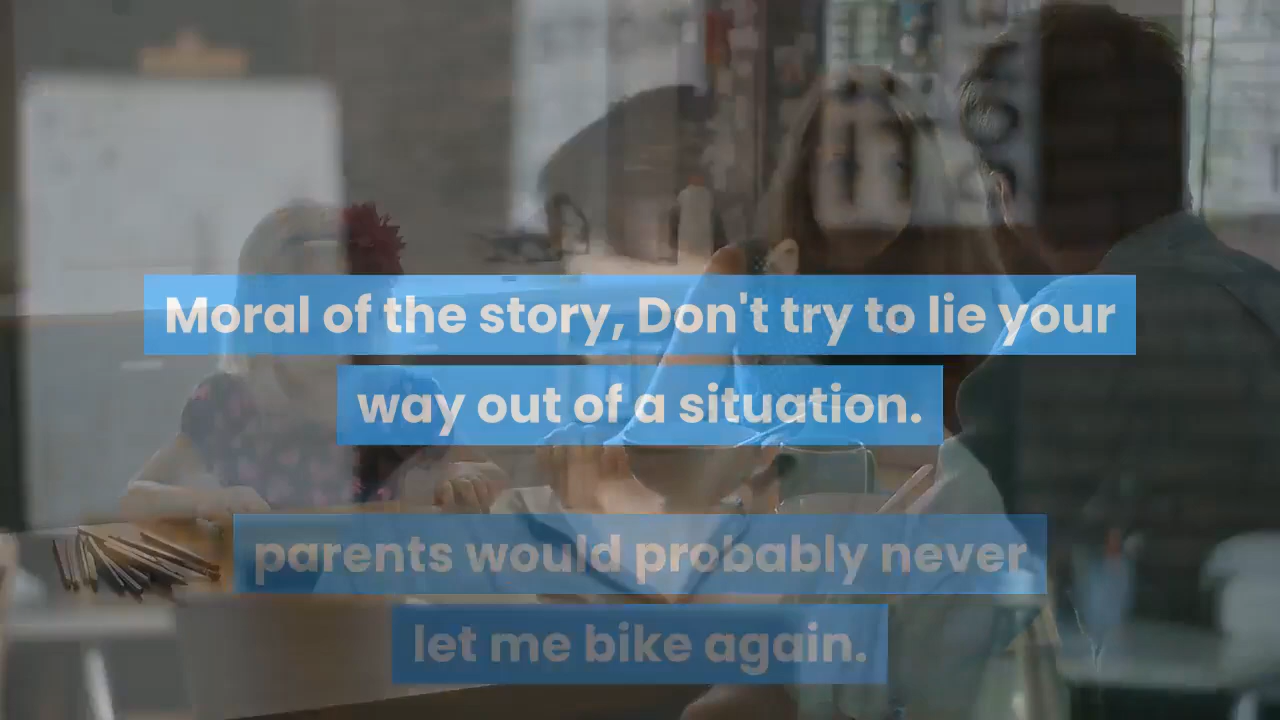 Moral of the story, Don't try to lie your
way out of a situation.
parents would probably never
let me bike again.